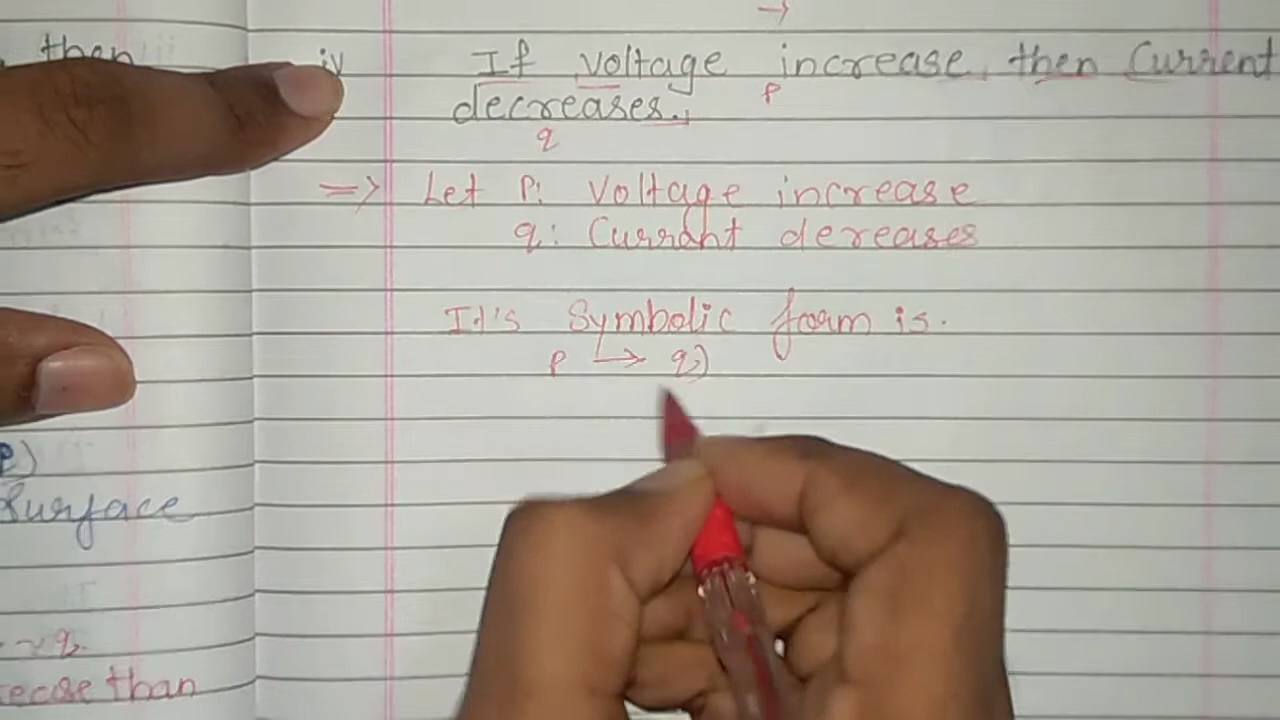 →
then
iv If voltage increase, then Current
p
decreases.
q
=> Let P: Voltage increase
q: Currant dereases
It's Symbolic form is.
p → q
P)
Surface
~q.
than